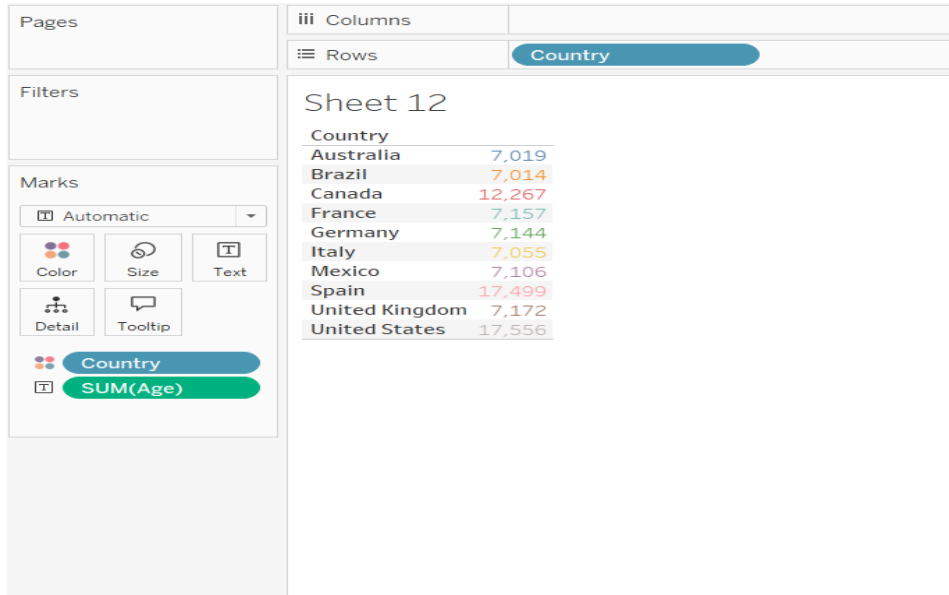 Pages
Columns
Rows
Country
Filters
Marks
Automatic
Color
Size
Text
Detail
Tooltip
Country
SUM(Age)
Sheet 12
Country
Australia 7,019
Brazil 7,014
Canada 12,267
France 7,157
Germany 7,144
Italy 7,055
Mexico 7,106
Spain 17,499
United Kingdom 7,172
United States 17,556